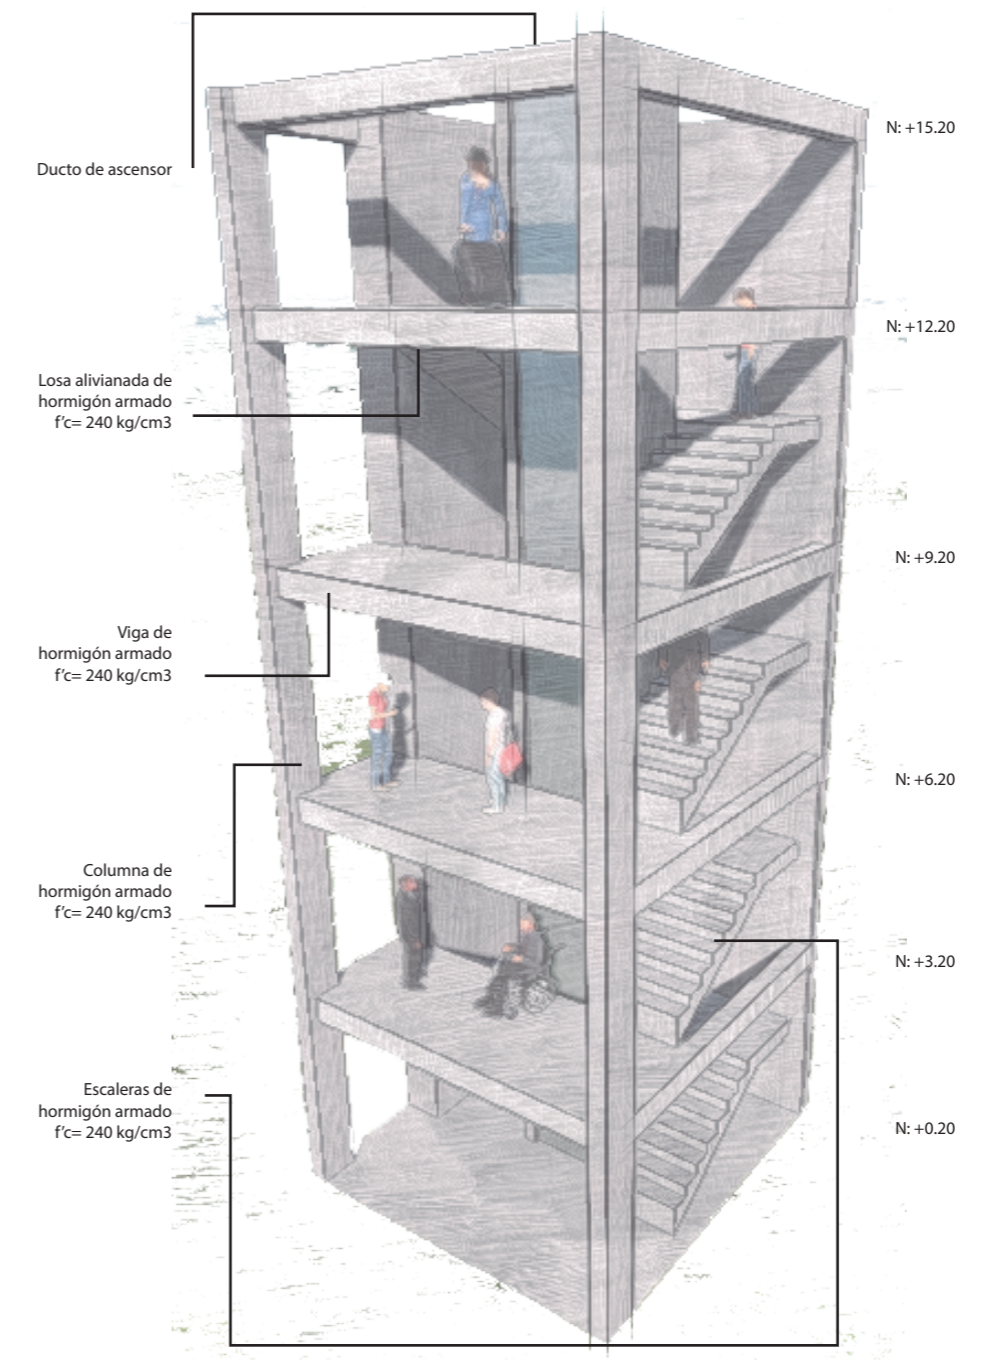 Ducto de ascensor
N: +15.20
N: +12.20
Losa alivianada de
hormigón armado
f'c= 240 kg/cm3
N: +9.20
Viga de
hormigón armado
f'c= 240 kg/cm3
N: +6.20
Columna de
hormigón armado
f'c= 240 kg/cm3
N: +3.20
Escaleras de
hormigón armado
f'c= 240 kg/cm3
N: +0.20